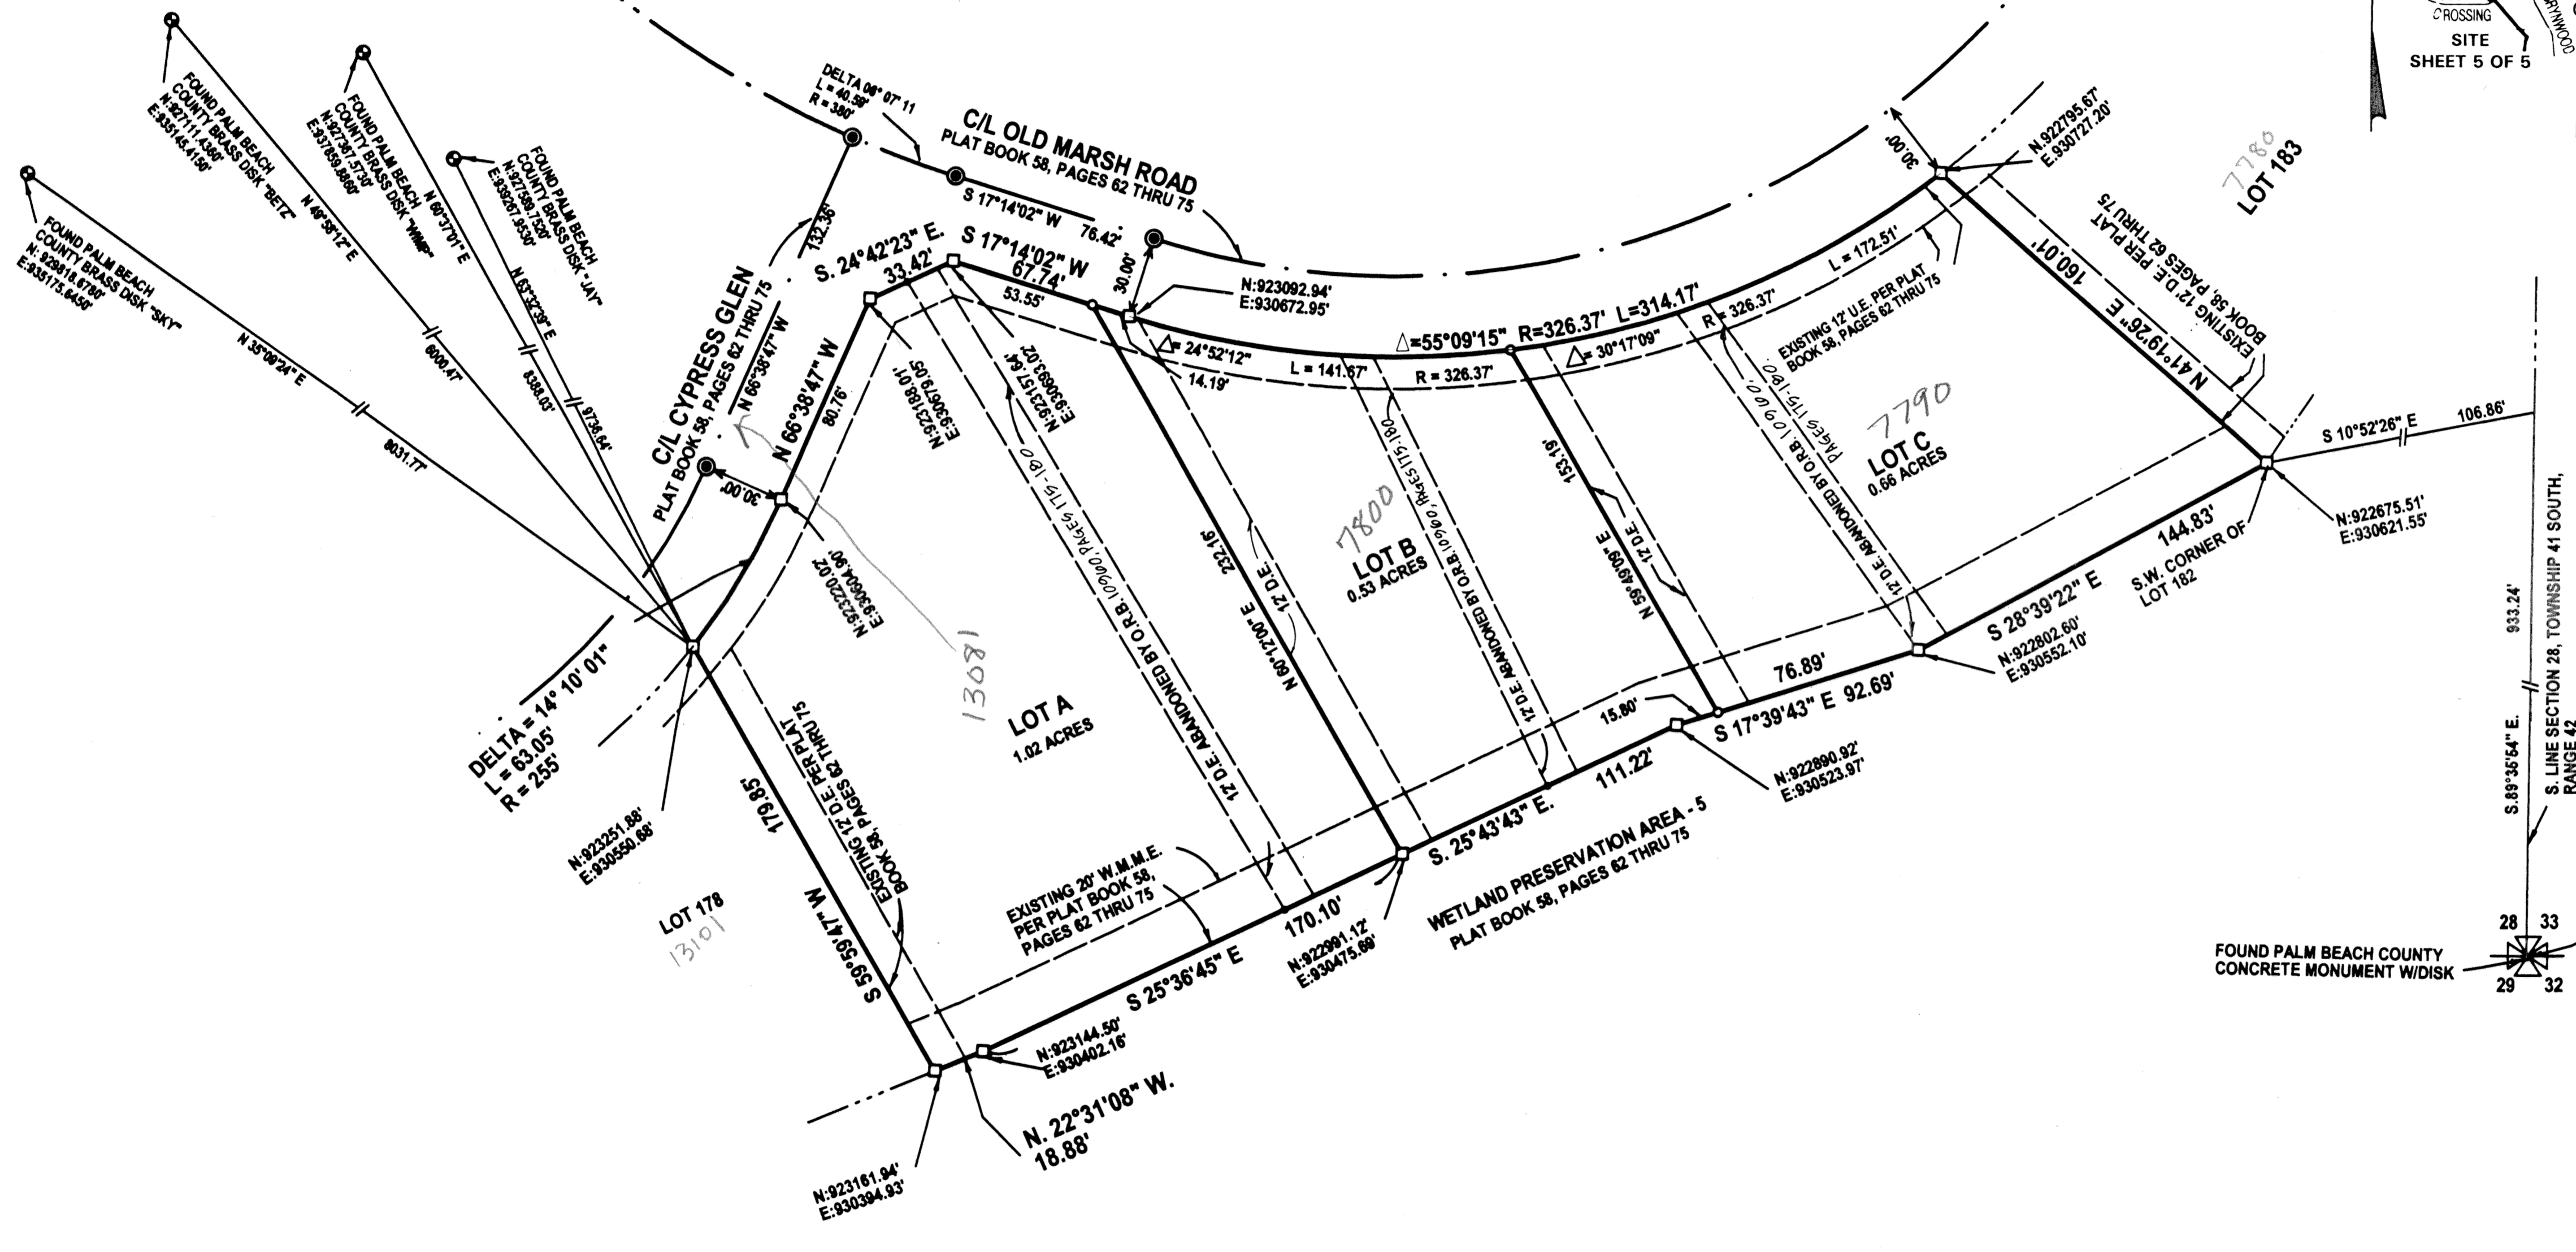 CROSSING
SITE
SHEET 5 OF 5
FOUND PALM BEACH
COUNTY BRASS DISK "BETZ"
N:927111.4360'
E:935145.4150'
FOUND PALM BEACH
COUNTY BRASS DISK "WIMP"
N:927367.5730'
E:937859.8860'
FOUND PALM BEACH
COUNTY BRASS DISK "JAY"
N:927589.7520'
E:939267.9530'
FOUND PALM BEACH
COUNTY BRASS DISK "SKY"
N: 929818.6780'
E:935175.6450'
N 35°09'24" E
8031.77'
N 49°58'12" E
6000.47'
N 60°37'01" E
8388.03'
N 63°32'39" E
9736.64'
DELTA 06° 07' 11
L = 40.59'
R = 380'
C/L OLD MARSH ROAD
PLAT BOOK 58, PAGES 62 THRU 75
S 17°14'02" W
76.42'
132.36'
C/L CYPRESS GLEN
PLAT BOOK 58, PAGES 62 THRU 75
N 66°38'47" W
S. 24°42'23" E.
33.42'
S 17°14'02" W
67.74'
53.55'
30.00'
N:923092.94'
E:930672.95'
N 66°38'47" W
80.76'
30.00'
N:923188.01'
E:930679.05'
N:923157.64'
E:930693.02'
N:923220.02'
E:930604.90'
△= 24°52'12"
14.19'
L = 141.67'
R = 326.37'
△=55°09'15" R=326.37' L=314.17'
△= 30°17'09"
R = 326.37'
L = 172.51'
EXISTING 12' U.E. PER PLAT
BOOK 58, PAGES 62 THRU 75
30.00'
N:922795.67'
E:930727.20'
7780
LOT 183
EXISTING 12' D.E. PER PLAT
BOOK 58, PAGES 62 THRU 75
160.01'
N 41°19'26" E
S 10°52'26" E
106.86'
7790
LOT C
0.66 ACRES
12' D.E. ABANDONED BY O.R.B. 10960,
PAGES 175-180
7800
LOT B
0.53 ACRES
12' D.E. ABANDONED BY O.R.B. 10960, PAGES 175-180
153.19'
N 59°49'09" E
12' D.E.
232.16'
N 60°12'00" E
12' D.E.
12' D.E. ABANDONED BY O.R.B. 10960, PAGES 175-180
13081
LOT A
1.02 ACRES
DELTA = 14° 10' 01"
L = 63.05'
R = 255'
N:923251.88'
E:930550.68'
179.85'
S 59°59'47" W
EXISTING 12' D.E. PER PLAT
BOOK 58, PAGES 62 THRU 75
LOT 178
13101
EXISTING 20' W.M.M.E.
PER PLAT BOOK 58,
PAGES 62 THRU 75
S 25°36'45" E
170.10'
N:922991.12'
E:930475.69'
S. 25°43'43" E.
111.22'
WETLAND PRESERVATION AREA - 5
PLAT BOOK 58, PAGES 62 THRU 75
15.80'
76.89'
S 17°39'43" E 92.69'
N:922890.92'
E:930523.97'
N:922802.60'
E:930552.10'
S 28°39'22" E
144.83'
S.W. CORNER OF
LOT 182
N:922675.51'
E:930621.55'
N:923144.50'
E:930402.16'
N. 22°31'08" W.
18.88'
N:923161.94'
E:930394.93'
S.89°35'54" E.
933.24'
S. LINE SECTION 28, TOWNSHIP 41 SOUTH,
RANGE 42
28 33
FOUND PALM BEACH COUNTY
CONCRETE MONUMENT W/DISK
29 32